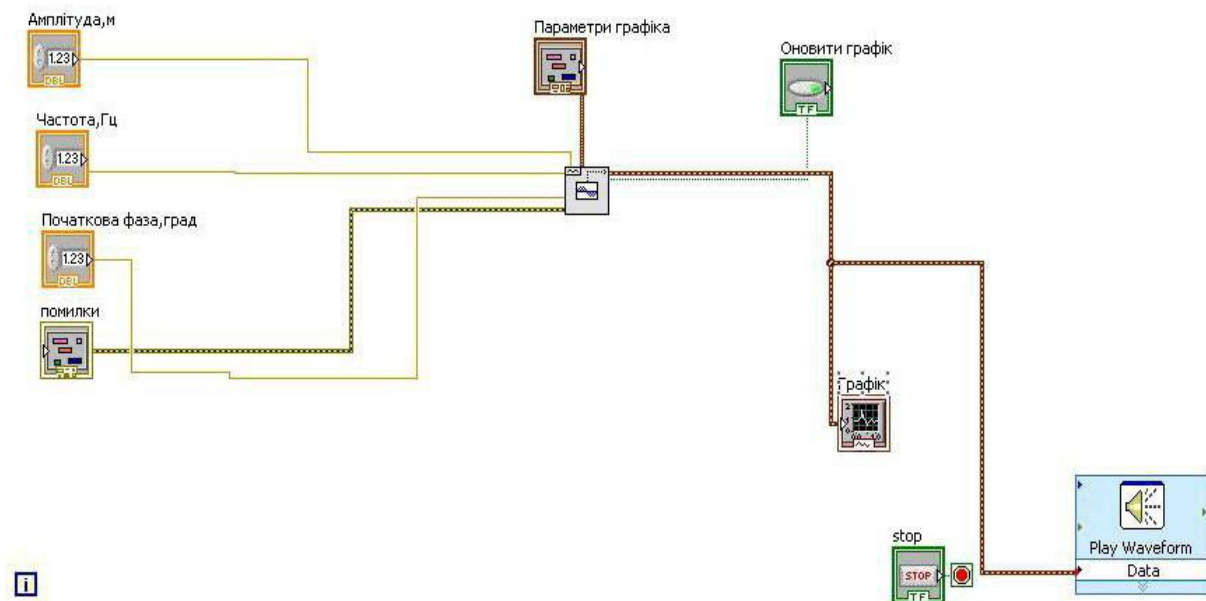 Амплітуда,м
1.23
DBL
Параметри графіка
Оновити графік
TF
Частота,Гц
1.23
DBL
Початкова фаза,град
1.23
DBL
помилки
Графік
stop
STOP
TF
Play Waveform
Data
i